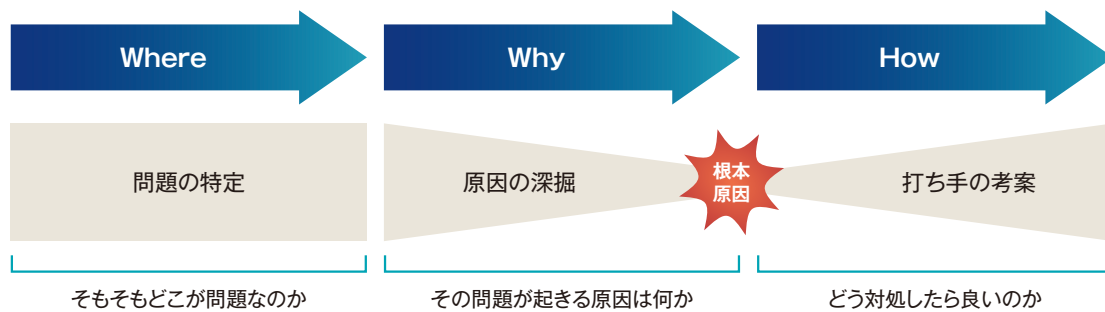 Where
Why
How
問題の特定
原因の深掘
根本
原因
打ち手の考案
そもそもどこが問題なのか
その問題が起きる原因は何か
どう対処したら良いのか